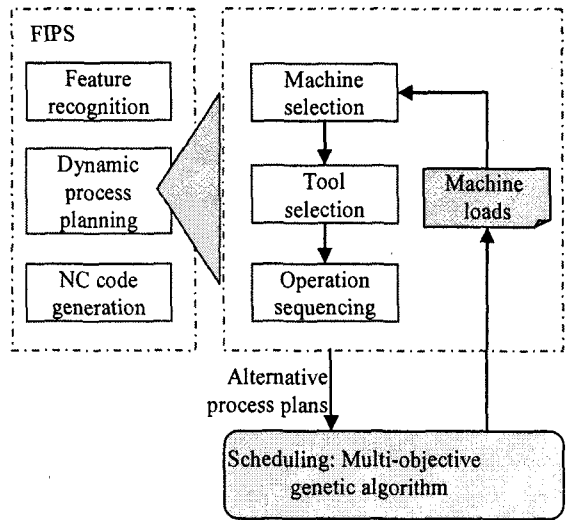 FIPS
Feature
recognition
Dynamic
process
planning
NC code
generation
Machine
selection
Tool
selection
Operation
sequencing
Machine
loads
Alternative
process plans
Scheduling: Multi-objective
genetic algorithm